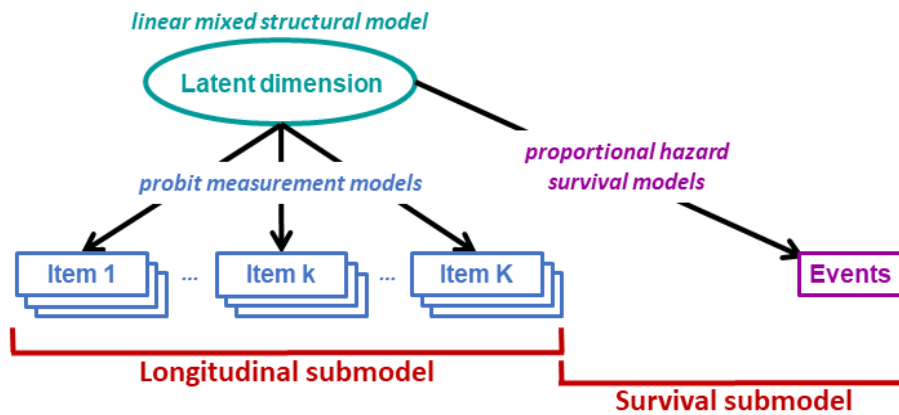 linear mixed structural model
Latent dimension
proportional hazard
survival models
probit measurement models
Item 1
...
Item k
...
Item K
Events
Longitudinal submodel
Survival submodel